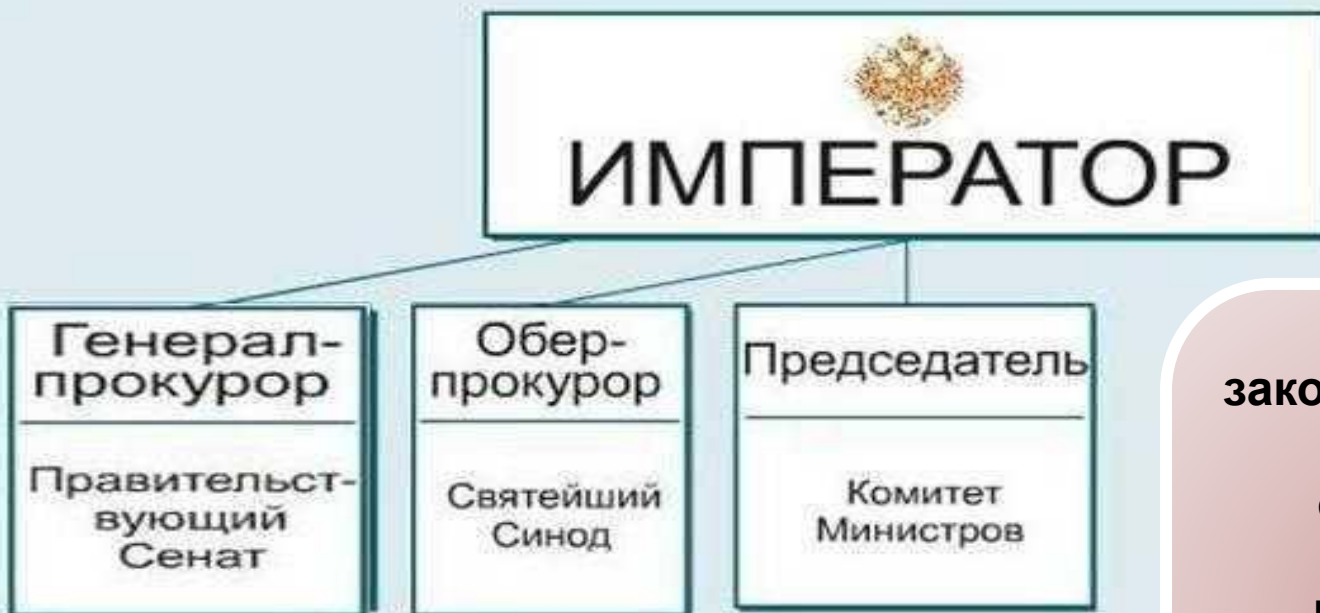 ИМПЕРАТОР
Генерал-
прокурор
Правительст-
вующий
Сенат
Обер-
прокурор
Святейший
Синод
Председатель
Комитет
Министров
зако